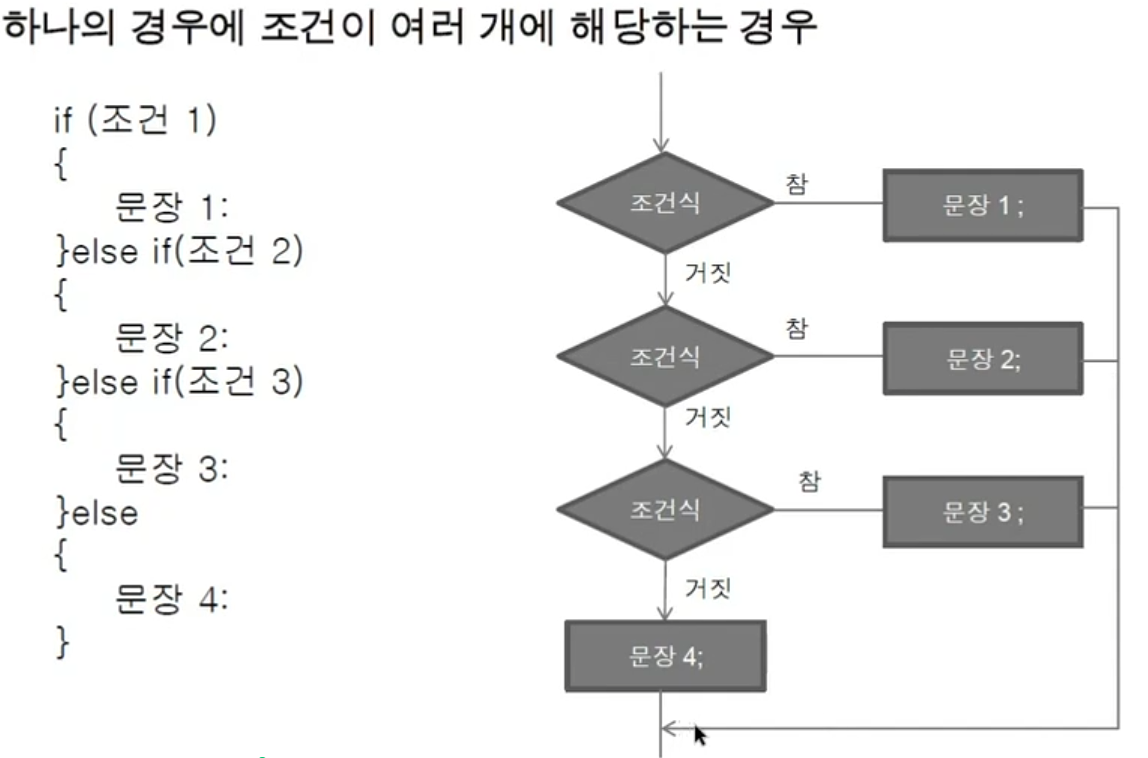 하나의 경우에 조건이 여러 개에 해당하는 경우
if (조건 1)
{
문장 1:
}else if(조건 2)
{
문장 2:
}else if(조건 3)
{
문장 3:
}else
{
문장 4:
}
조건식
참
문장 1 ;
거짓
조건식
참
문장 2;
거짓
조건식
참
문장 3 ;
거짓
문장 4;